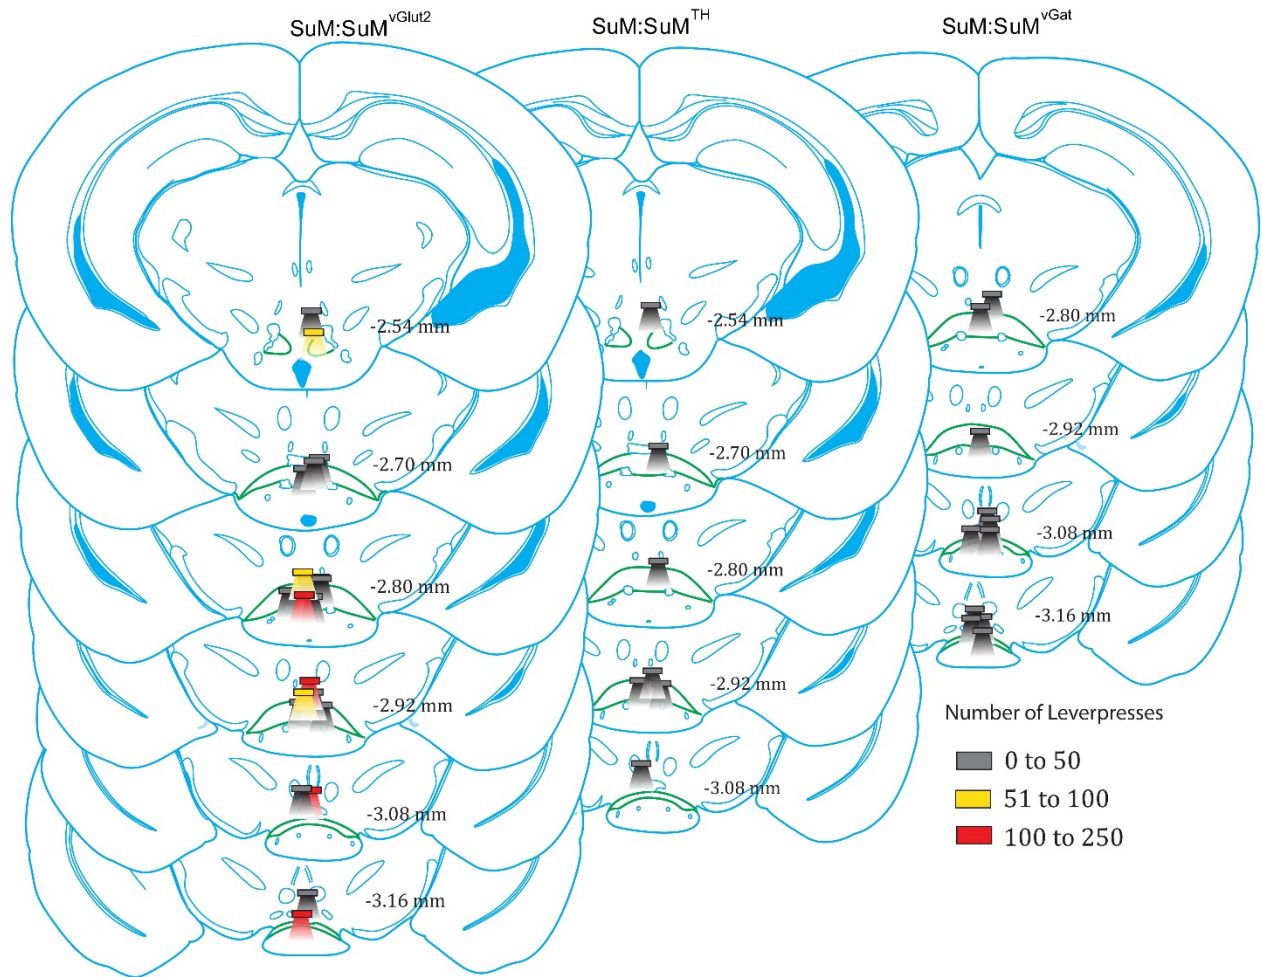 SuM:SuM^vGlut2
SuM:SuM^TH
SuM:SuM^vGat
-2.54 mm
-2.70 mm
-2.80 mm
-2.92 mm
-3.08 mm
-3.16 mm
-2.54 mm
-2.70 mm
-2.80 mm
-2.92 mm
-3.08 mm
-2.80 mm
-2.92 mm
-3.08 mm
-3.16 mm
Number of Leverpresses
0 to 50
51 to 100
100 to 250